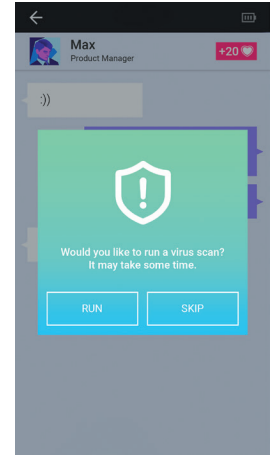 Max
Product Manager
+20
:))
Would you like to run a virus scan?
It may take some time.
RUN
SKIP